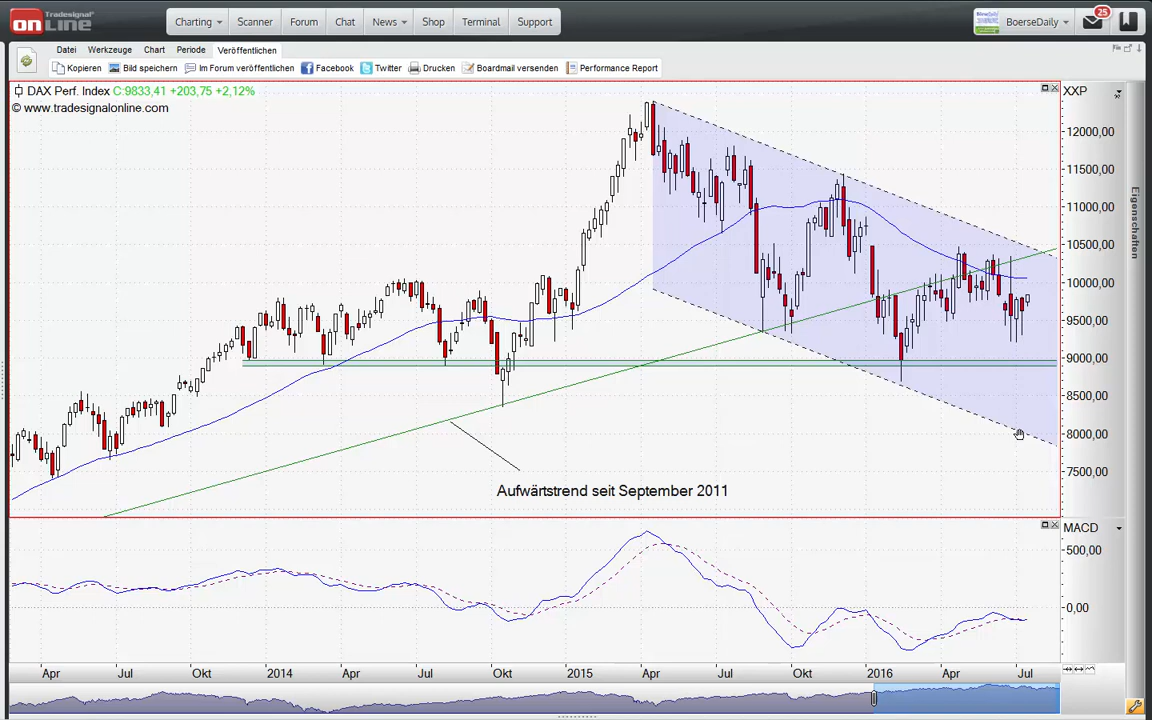 Tradesignal
on LINE
Charting Scanner Forum Chat News Shop Terminal Support
BoerseDaily 25
Datei Werkzeuge Chart Periode Veröffentlichen
Kopieren Bild speichern Im Forum veröffentlichen Facebook Twitter Drucken Boardmail versenden Performance Report
DAX Perf. Index C:9833,41 +203,75 +2,12%
© www.tradesignalonline.com
XXP
12000,00
11500,00
11000,00
10500,00
10000,00
9500,00
9000,00
8500,00
8000,00
7500,00
Eigenschaften
Aufwärtstrend seit September 2011
MACD
500,00
0,00
Apr Jul Okt 2014 Apr Jul Okt 2015 Apr Jul Okt 2016 Apr Jul